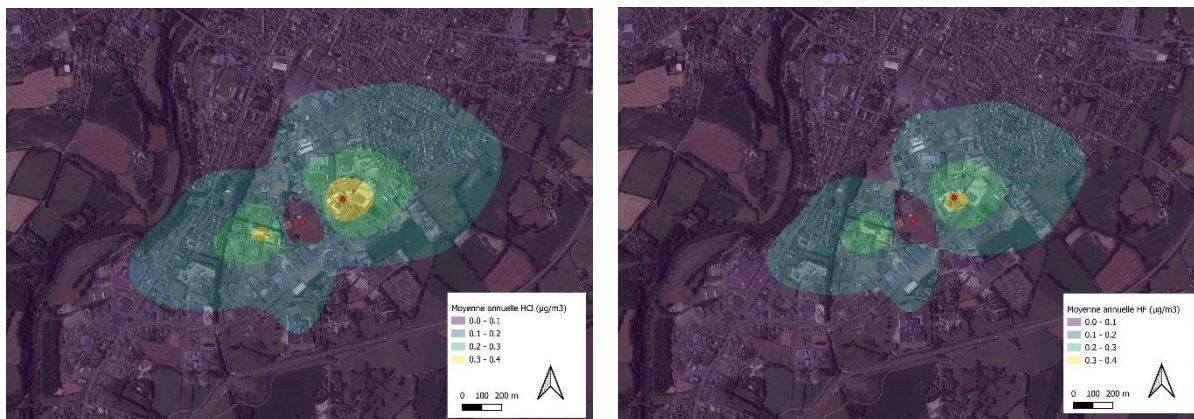 Moyenne annuelle HCl (µg/m3)
0.0 - 0.1
0.1 - 0.2
0.2 - 0.3
0.3 - 0.4
0 100 200 m
Moyenne annuelle HF (µg/m3)
0.0 - 0.1
0.1 - 0.2
0.2 - 0.3
0.3 - 0.4
0 100 200 m